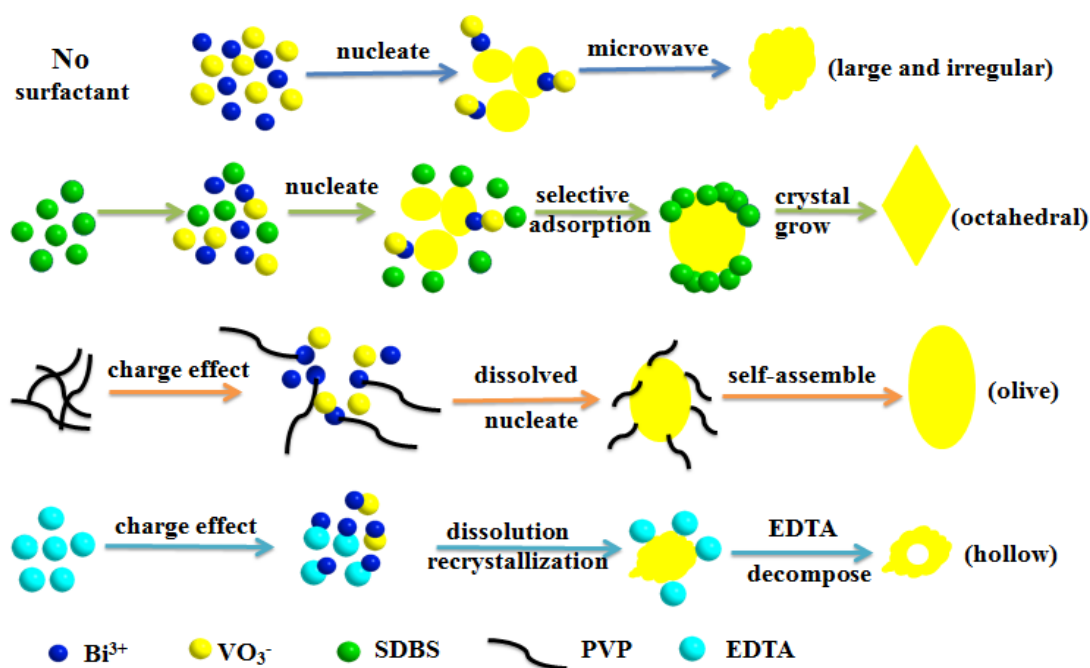 No
surfactant
nucleate
microwave
(large and irregular)
nucleate
selective
adsorption
crystal
grow
(octahedral)
charge effect
dissolved
nucleate
self-assemble
(olive)
charge effect
dissolution
recrystallization
EDTA
decompose
(hollow)
Bi³⁺
VO₃⁻
SDBS
PVP
EDTA